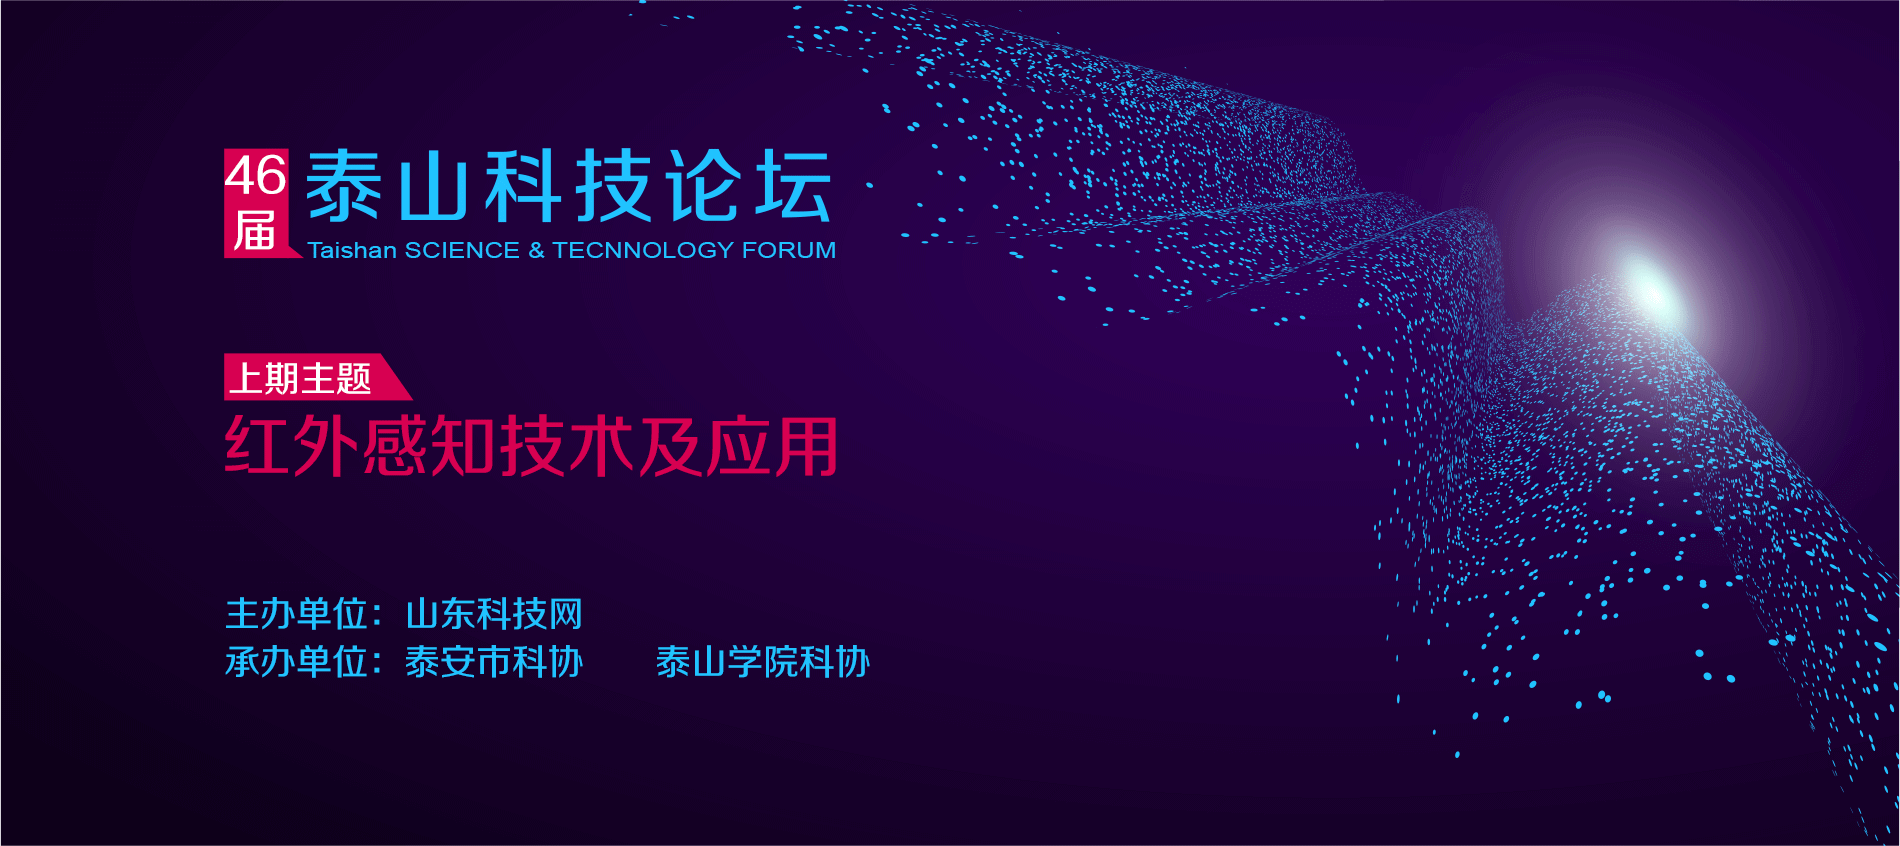 46
届
泰山科技论坛
Taishan SCIENCE & TECNNOLOGY FORUM
上期主题
红外感知技术及应用
主办单位：山东科技网
承办单位：泰安市科协 泰山学院科协